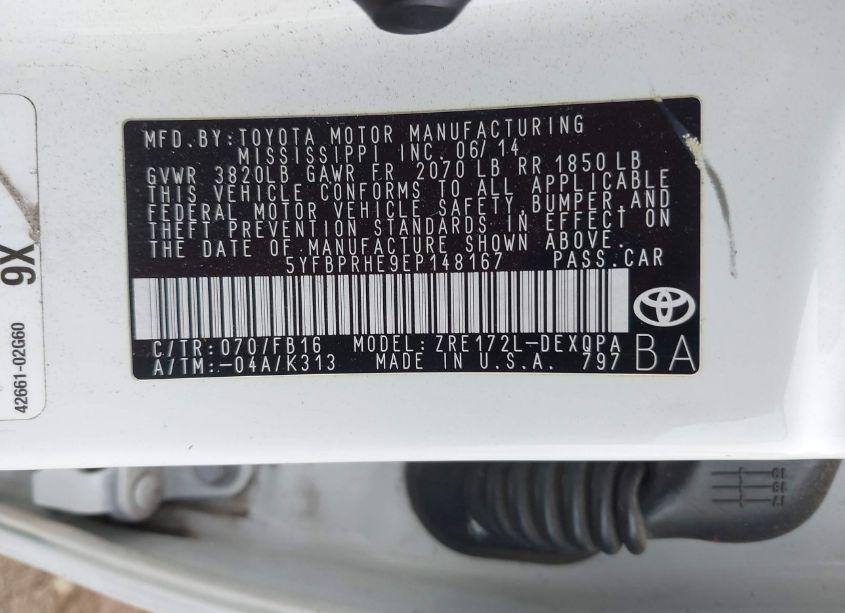 MFD.BY:TOYOTA MOTOR MANUFACTURING
MISSISSIPPI INC. 06/14
GVWR 3820LB GAWR FR 2070 LB RR 1850 LB
THIS VEHICLE CONFORMS TO ALL APPLICABLE
FEDERAL MOTOR VEHICLE SAFETY, BUMPER, AND
THEFT PREVENTION STANDARDS IN EFFECT ON
THE DATE OF MANUFACTURE SHOWN ABOVE.
5YFBPRHE9EP148167 PASS.CAR
C/TR: 070/FB16 MODEL: ZRE172L-DEXQPA
A/TM:-04A/K313 MADE IN U.S.A. 797
BA
9X
42661-02G60